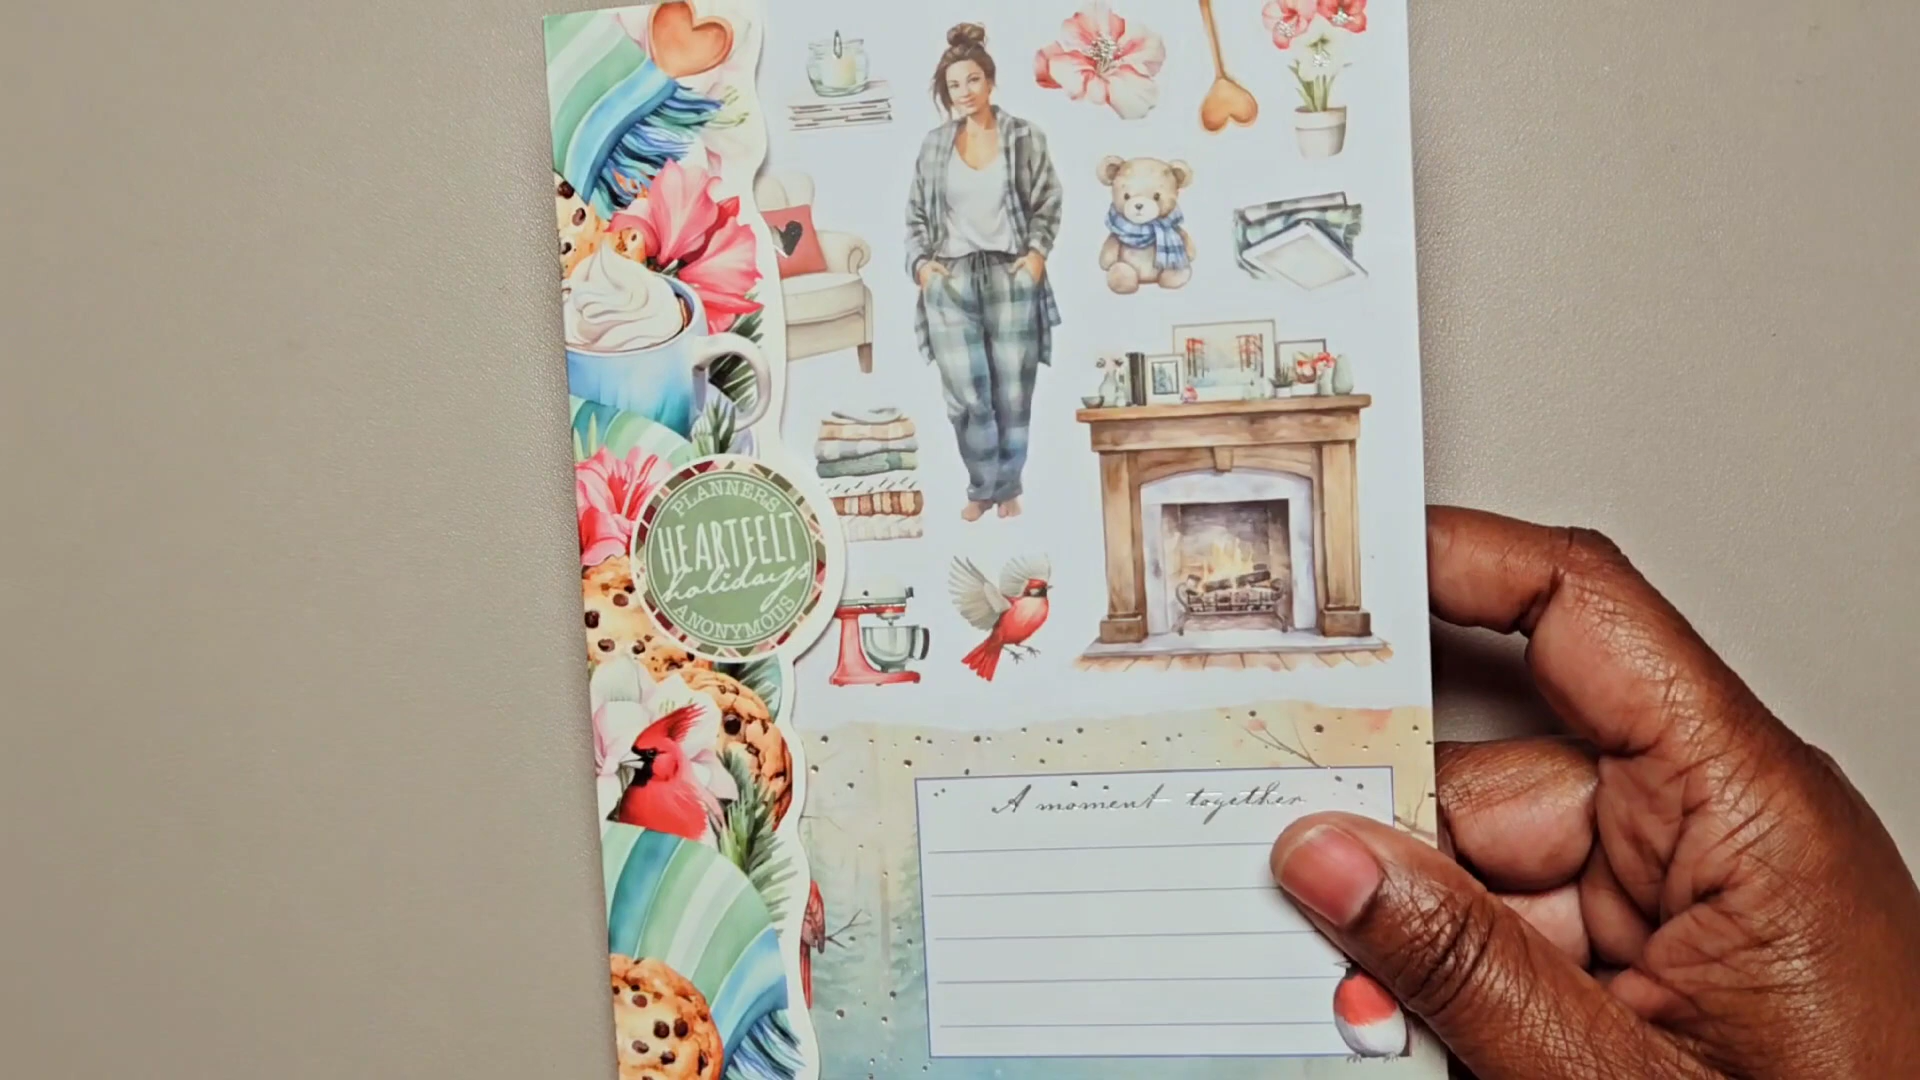 PLANNERS
HEARTFELT
holidays
ANONYMOUS
A moment together